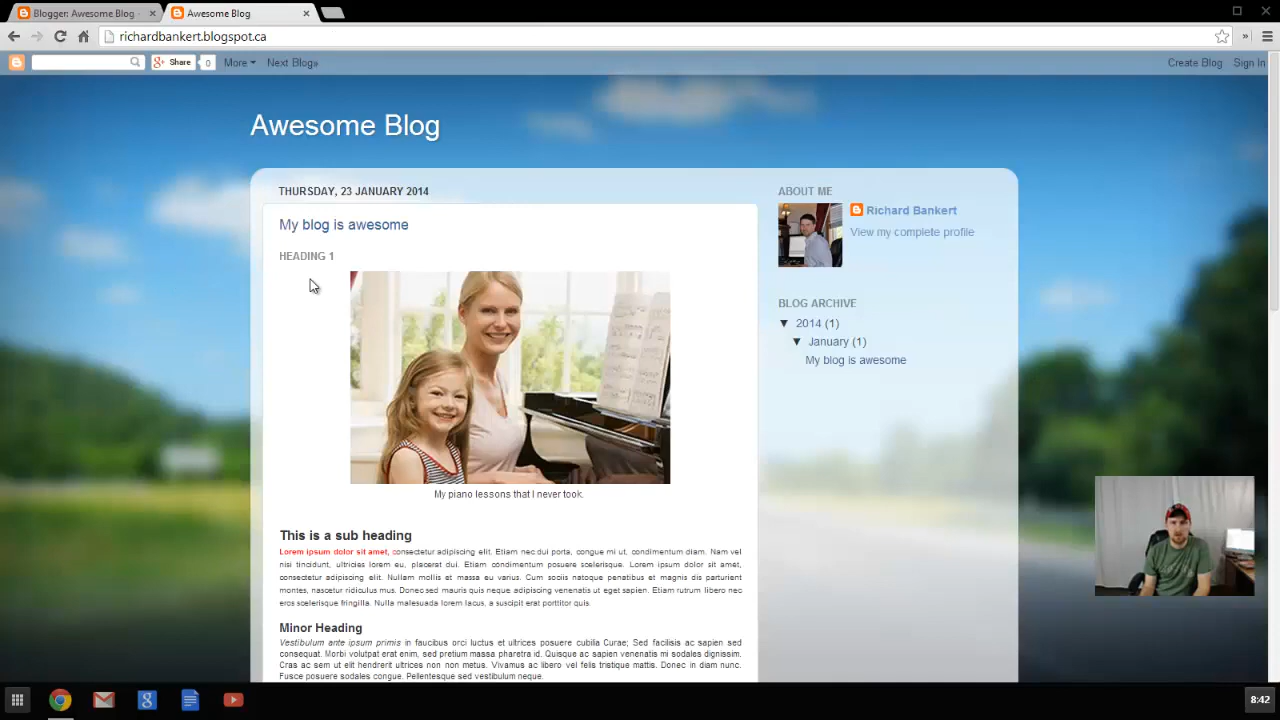 Blogger: Awesome Blog -
Awesome Blog
richardbankert.blogspot.ca
Share
0
More
Next Blog»
Create Blog
Sign In
Awesome Blog
THURSDAY, 23 JANUARY 2014
My blog is awesome
HEADING 1
My piano lessons that I never took.
This is a sub heading
Lorem ipsum dolor sit amet, consectetur adipiscing elit. Etiam nec dui porta, congue mi ut, condimentum diam. Nam vel
nisi tincidunt, ultricies lorem eu, placerat dui. Etiam condimentum posuere scelerisque. Lorem ipsum dolor sit amet,
consectetur adipiscing elit. Nullam mollis et massa eu varius. Cum sociis natoque penatibus et magnis dis parturient
montes, nascetur ridiculus mus. Donec sed mauris quis neque adipiscing venenatis ut eget sapien. Etiam rutrum libero nec
eros scelerisque fringilla. Nulla malesuada lorem lacus, a suscipit erat porttitor quis.
Minor Heading
Vestibulum ante ipsum primis in faucibus orci luctus et ultrices posuere cubilia Curae; Sed facilisis ac sapien sed
consequat. Morbi volutpat erat enim, sed pretium massa pharetra id. Quisque ac sapien venenatis mi sodales dignissim.
Cras ac sem ut elit hendrerit ultrices non non metus. Vivamus ac libero vel felis tristique mattis. Donec in diam nunc.
Fusce posuere sodales congue. Pellentesque sed vestibulum neque.
ABOUT ME
Richard Bankert
View my complete profile
BLOG ARCHIVE
▼ 2014 (1)
▼ January (1)
My blog is awesome
8:42